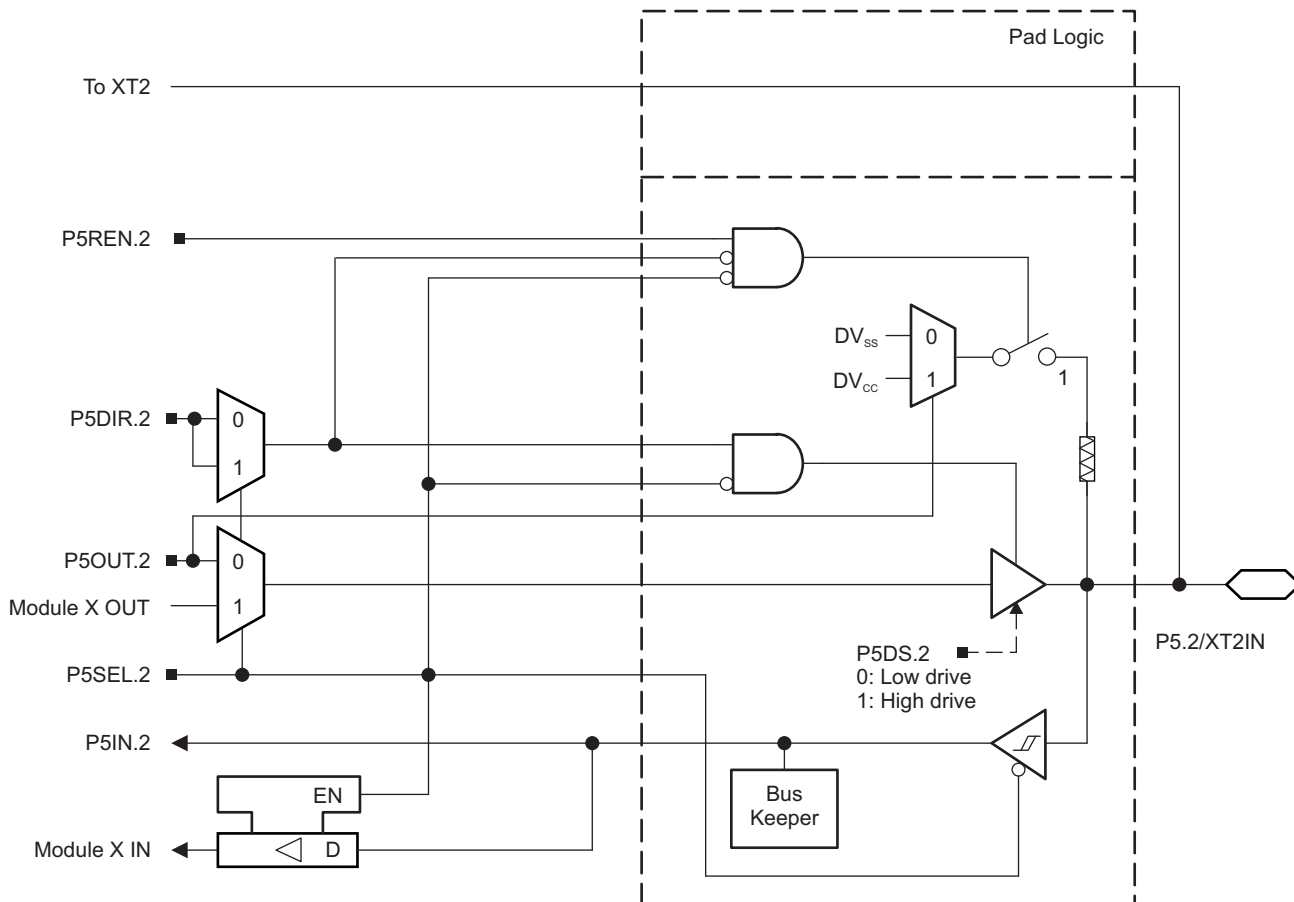 Pad Logic
To XT2
P5REN.2
DVSS
0
DVCC
1
1
P5DIR.2
0
1
P5OUT.2
0
Module X OUT
1
P5SEL.2
P5DS.2
0: Low drive
1: High drive
P5.2/XT2IN
P5IN.2
EN
Bus
Keeper
Module X IN
D